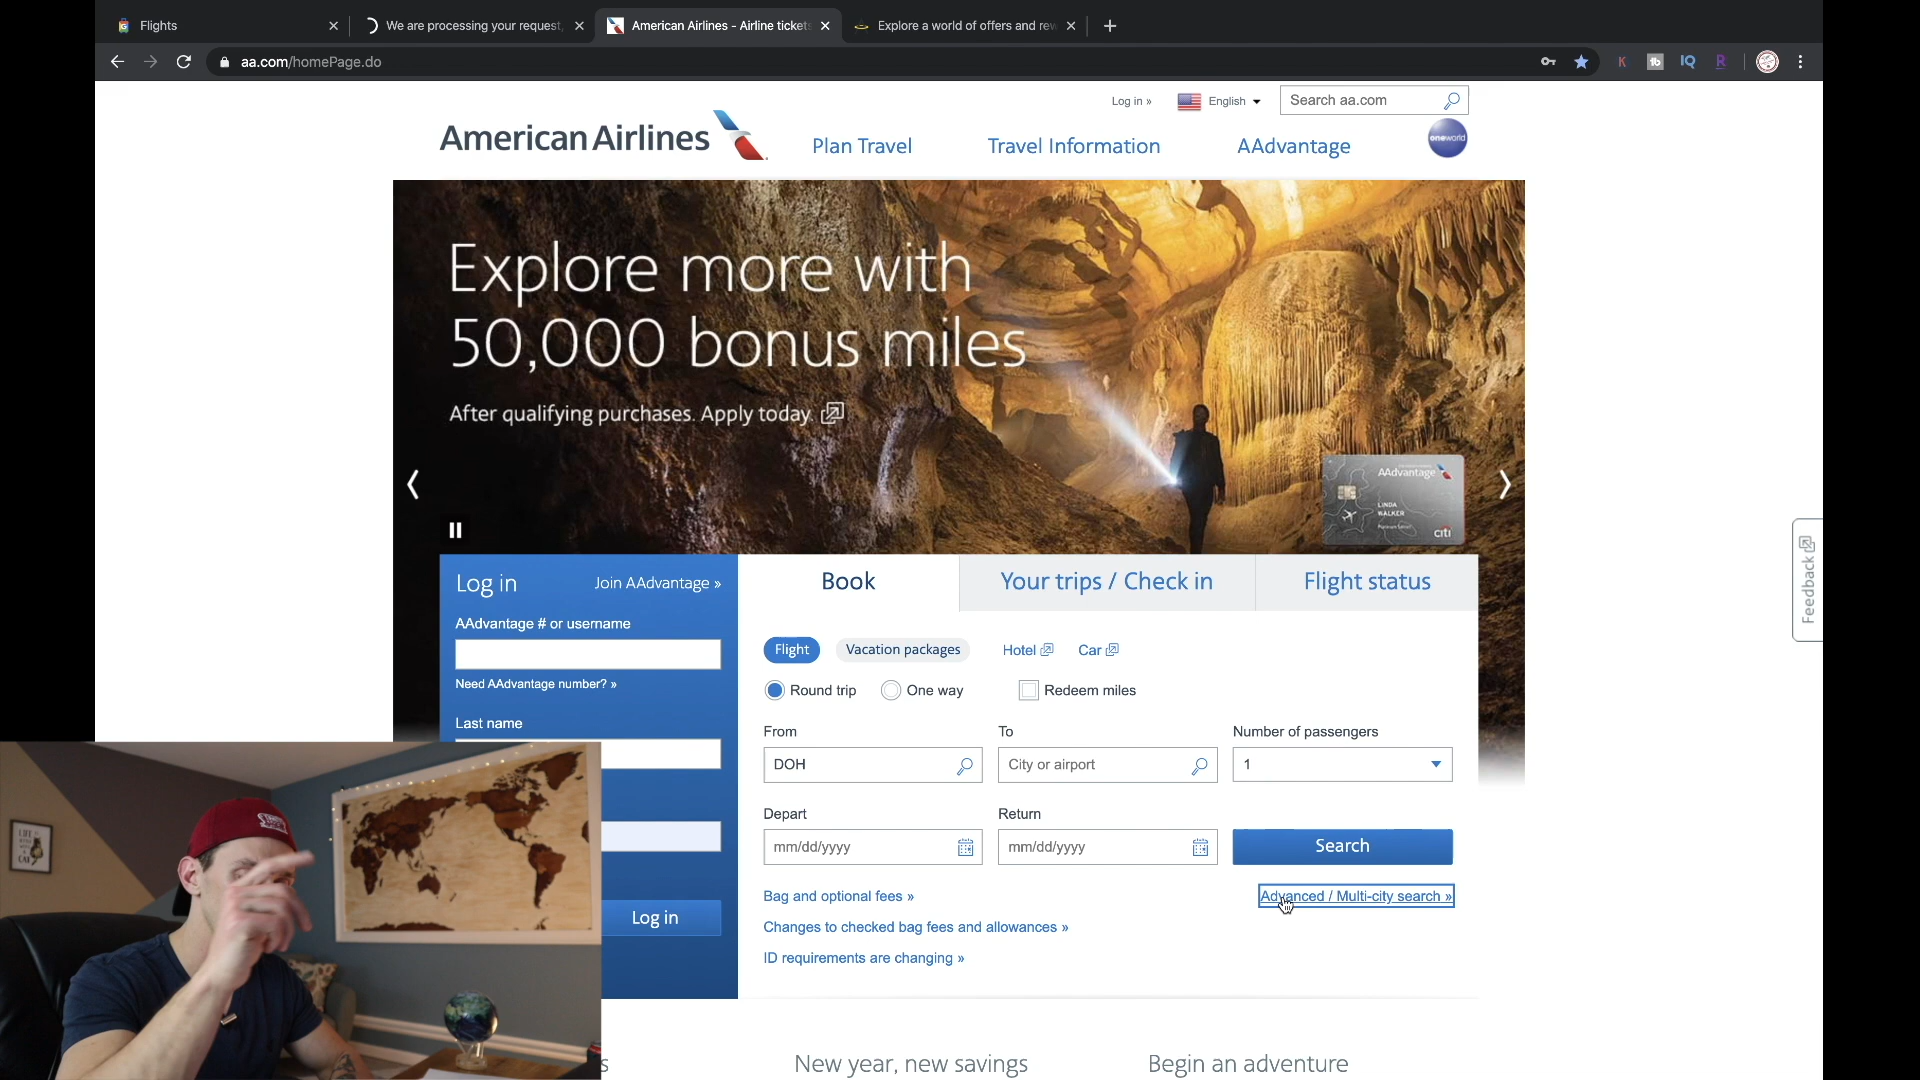 Flights
We are processing your request,
American Airlines - Airline tickets
Explore a world of offers and rew
aa.com/homePage.do
K
tb
IQ
R
Log in »
English
Search aa.com
American Airlines
Plan Travel
Travel Information
AAdvantage
oneworld
Explore more with
50,000 bonus miles
After qualifying purchases. Apply today.
AAdvantage
LINDA
WALKER
citi
Feedback
Log in
Join AAdvantage »
AAdvantage # or username
Need AAdvantage number? »
Last name
Log in
Book
Your trips / Check in
Flight status
Flight
Vacation packages
Hotel
Car
Round trip
One way
Redeem miles
From
To
Number of passengers
DOH
City or airport
1
Depart
Return
mm/dd/yyyy
mm/dd/yyyy
Search
Bag and optional fees »
Advanced / Multi-city search »
Changes to checked bag fees and allowances »
ID requirements are changing »
s
New year, new savings
Begin an adventure